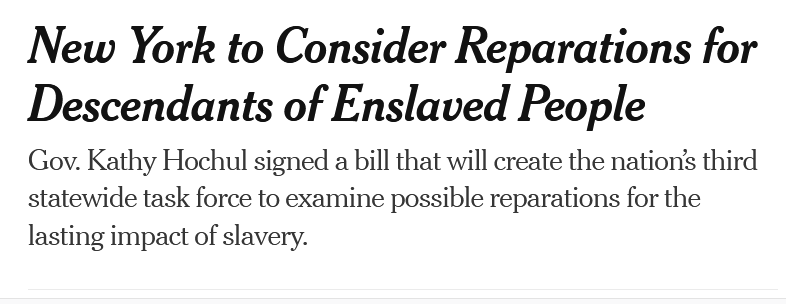 New York to Consider Reparations for
Descendants of Enslaved People
Gov. Kathy Hochul signed a bill that will create the nation’s third
statewide task force to examine possible reparations for the
lasting impact of slavery.